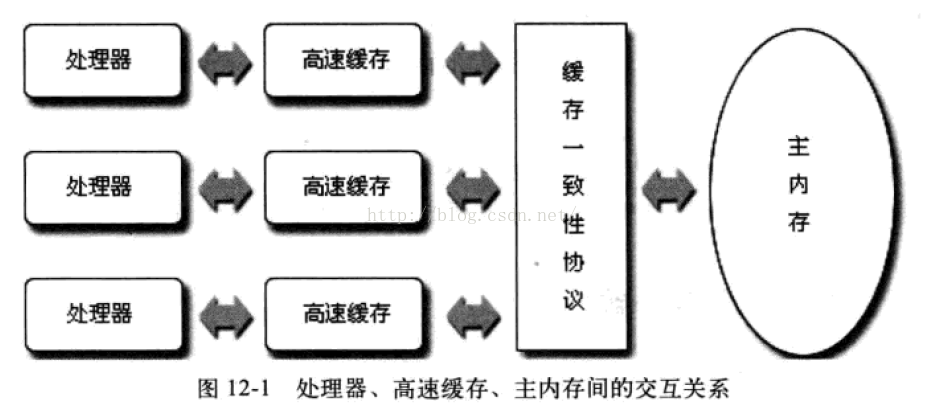 处理器
高速缓存
处理器
高速缓存
处理器
高速缓存
缓存一致性协议
主内存
http://blog.csdn.net/
图 12-1 处理器、高速缓存、主内存间的交互关系